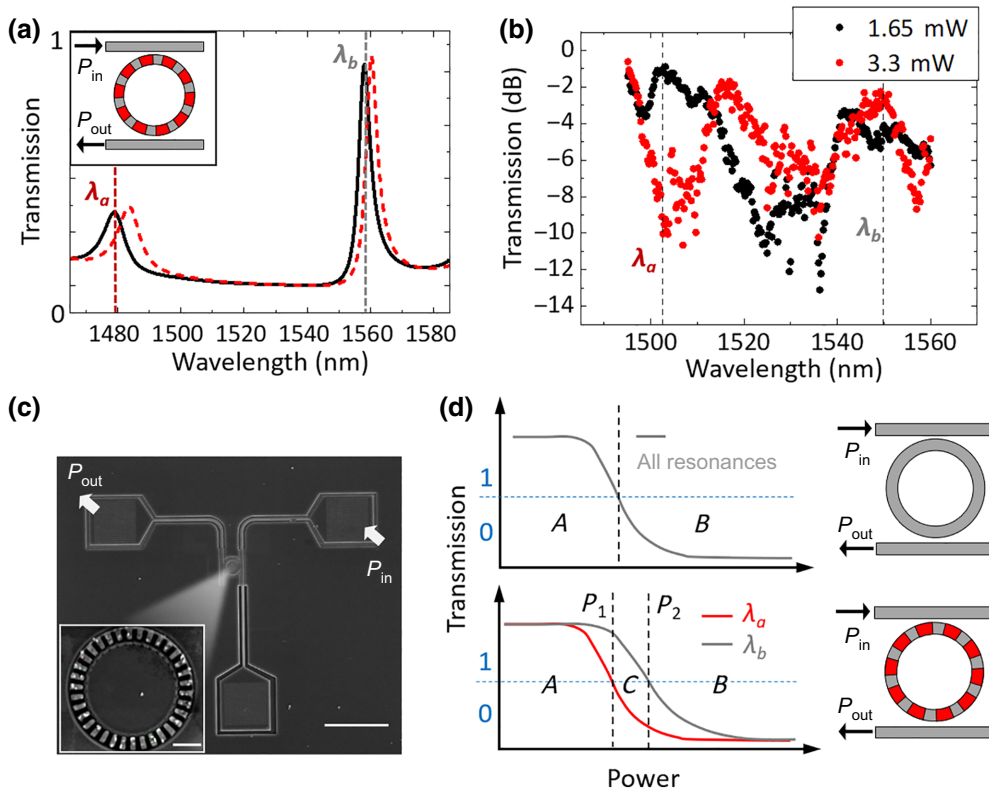 (a)
1
0
Transmission
P_in
P_out
λ_a
λ_b
1480 1500 1520 1540 1560 1580
Wavelength (nm)
(b)
1.65 mW
3.3 mW
0
−2
−4
−6
−8
−10
−12
−14
Transmission (dB)
λ_a
λ_b
1500 1520 1540 1560
Wavelength (nm)
(c)
P_out
P_in
(d)
Transmission
1
0
All resonances
A B
P_in
P_out
P_1 P_2
λ_a
λ_b
1
0
A C B
Power
P_in
P_out